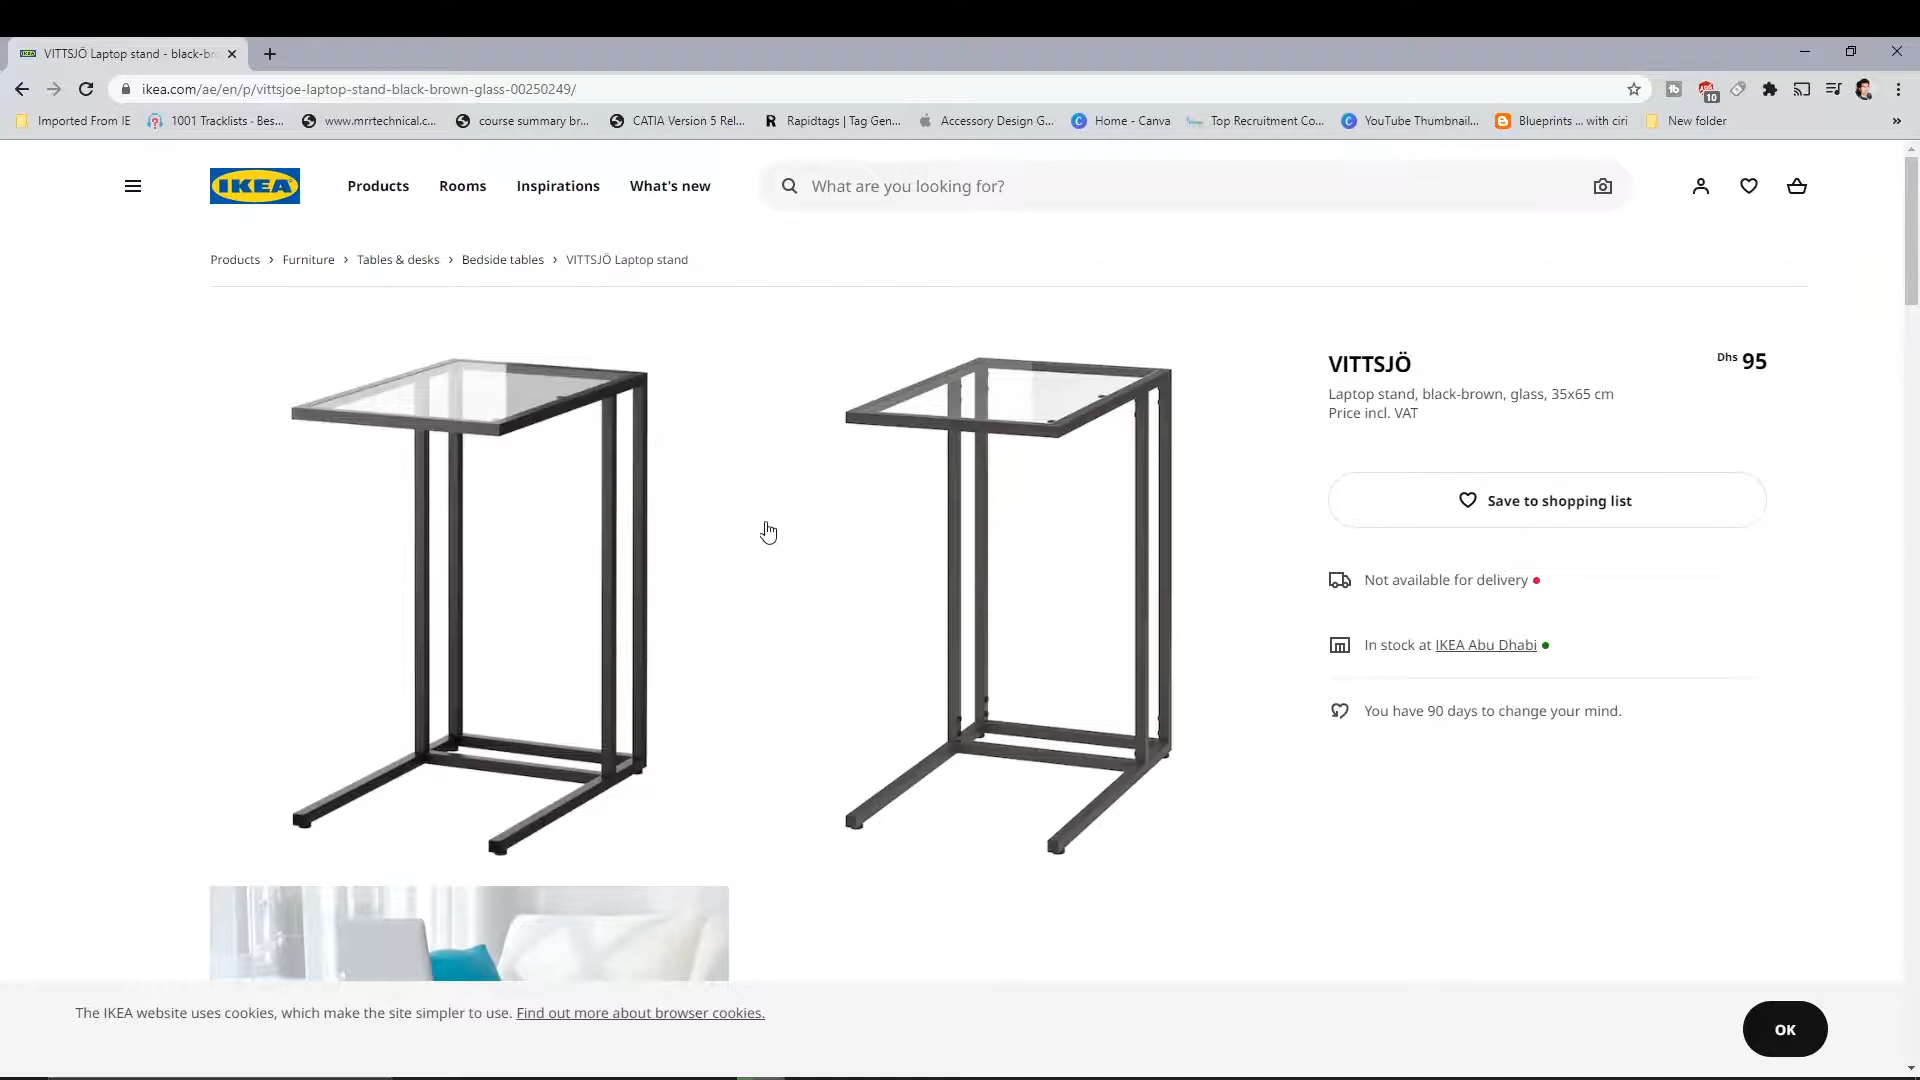 VITTSJÖ Laptop stand - black-br
ikea.com/ae/en/p/vittsjoe-laptop-stand-black-brown-glass-00250249/
10
Imported From IE
1001 Tracklists · Bes...
www.mrrtechnical.c...
course summary br...
CATIA Version 5 Rel...
Rapidtags | Tag Gen...
Accessory Design G...
Home - Canva
Top Recruitment Co...
YouTube Thumbnail...
Blueprints ... with ciri
New folder
IKEA
Products
Rooms
Inspirations
What's new
What are you looking for?
Products › Furniture › Tables & desks › Bedside tables › VITTSJÖ Laptop stand
VITTSJÖ
Dhs 95
Laptop stand, black-brown, glass, 35x65 cm
Price incl. VAT
Save to shopping list
Not available for delivery
In stock at IKEA Abu Dhabi
You have 90 days to change your mind.
The IKEA website uses cookies, which make the site simpler to use. Find out more about browser cookies.
OK